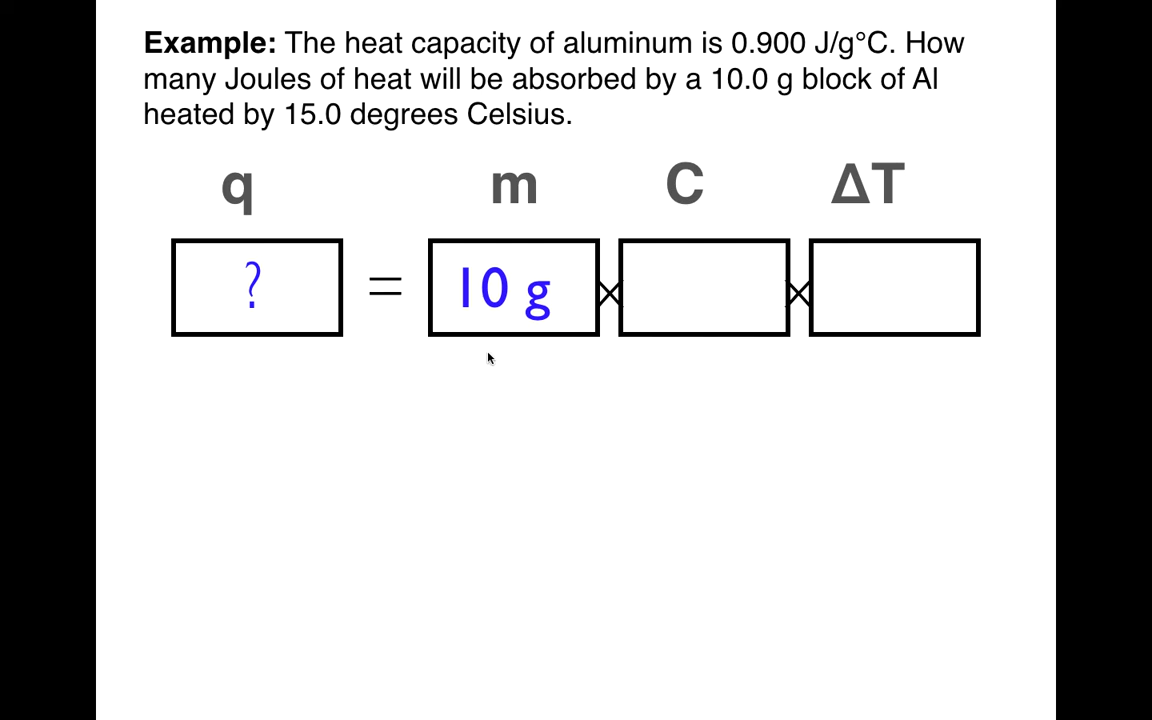 Example: The heat capacity of aluminum is 0.900 J/g°C. How
many Joules of heat will be absorbed by a 10.0 g block of Al
heated by 15.0 degrees Celsius.
q m C ΔT
? = 10 g × ×